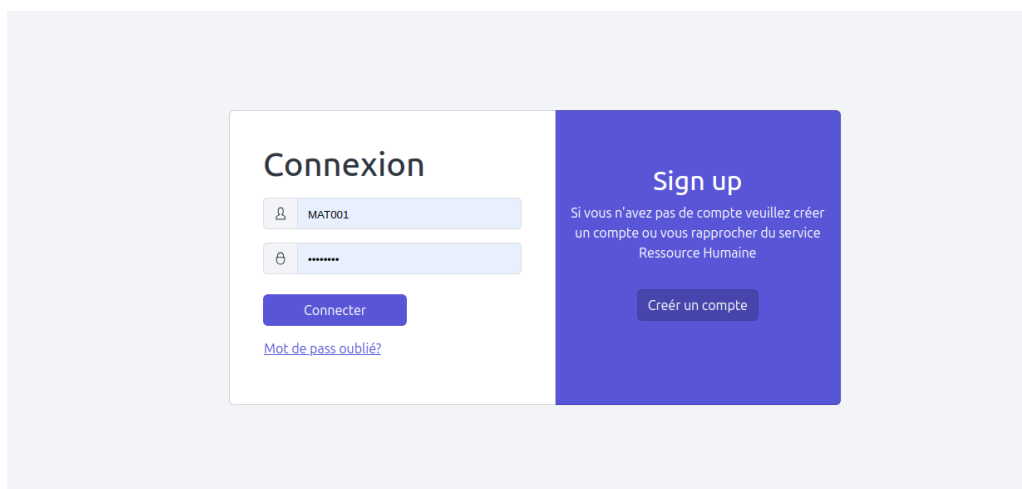 Connexion
MAT001
••••••••
Connecter
Mot de pass oublié?
Sign up
Si vous n'avez pas de compte veuillez créer
un compte ou vous rapprocher du service
Ressource Humaine
Creér un compte